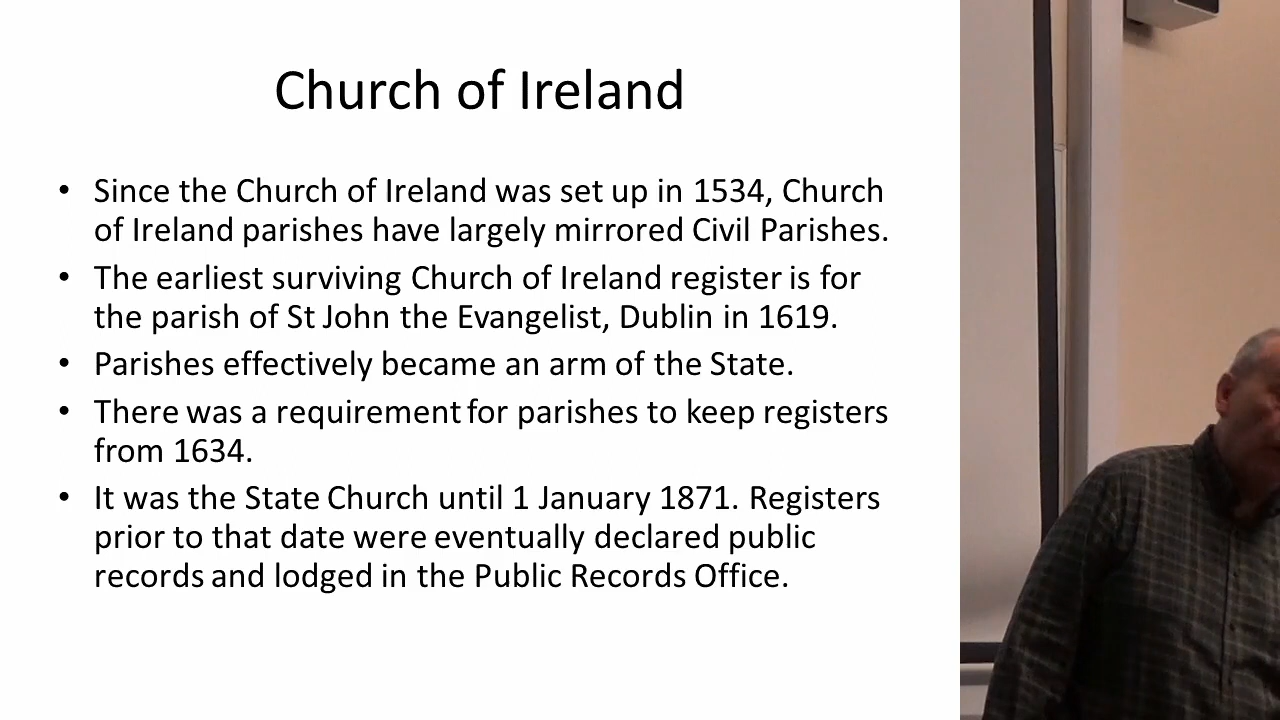 Church of Ireland
• Since the Church of Ireland was set up in 1534, Church
of Ireland parishes have largely mirrored Civil Parishes.
• The earliest surviving Church of Ireland register is for
the parish of St John the Evangelist, Dublin in 1619.
• Parishes effectively became an arm of the State.
• There was a requirement for parishes to keep registers
from 1634.
• It was the State Church until 1 January 1871. Registers
prior to that date were eventually declared public
records and lodged in the Public Records Office.